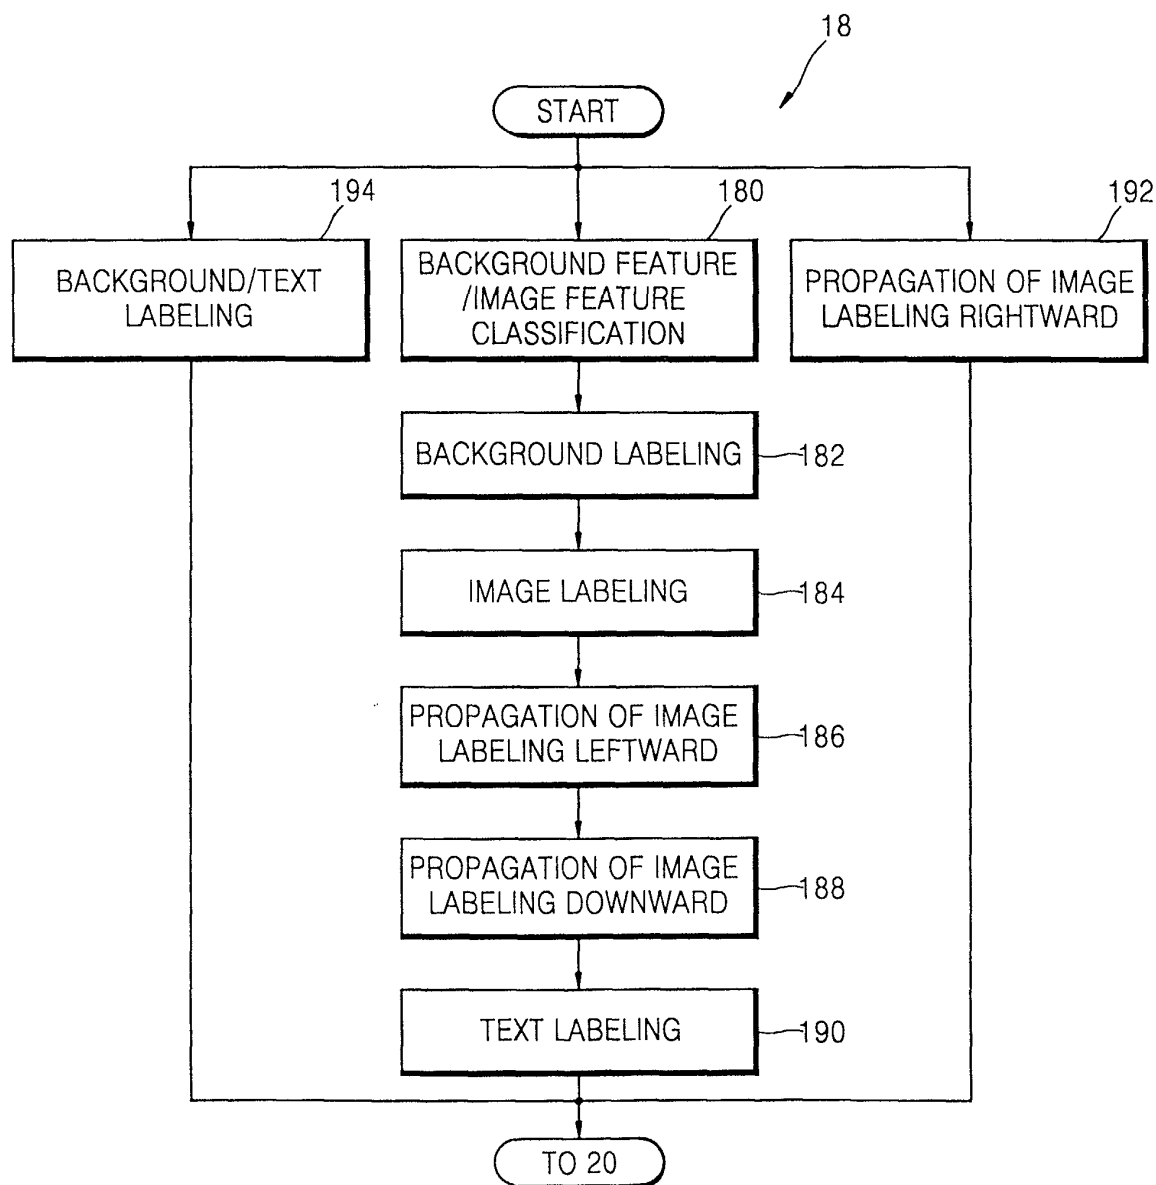 18
START
194
180
192
BACKGROUND/TEXT
LABELING
BACKGROUND FEATURE
/IMAGE FEATURE
CLASSIFICATION
PROPAGATION OF IMAGE
LABELING RIGHTWARD
BACKGROUND LABELING
182
IMAGE LABELING
184
PROPAGATION OF IMAGE
LABELING LEFTWARD
186
PROPAGATION OF IMAGE
LABELING DOWNWARD
188
TEXT LABELING
190
TO 20